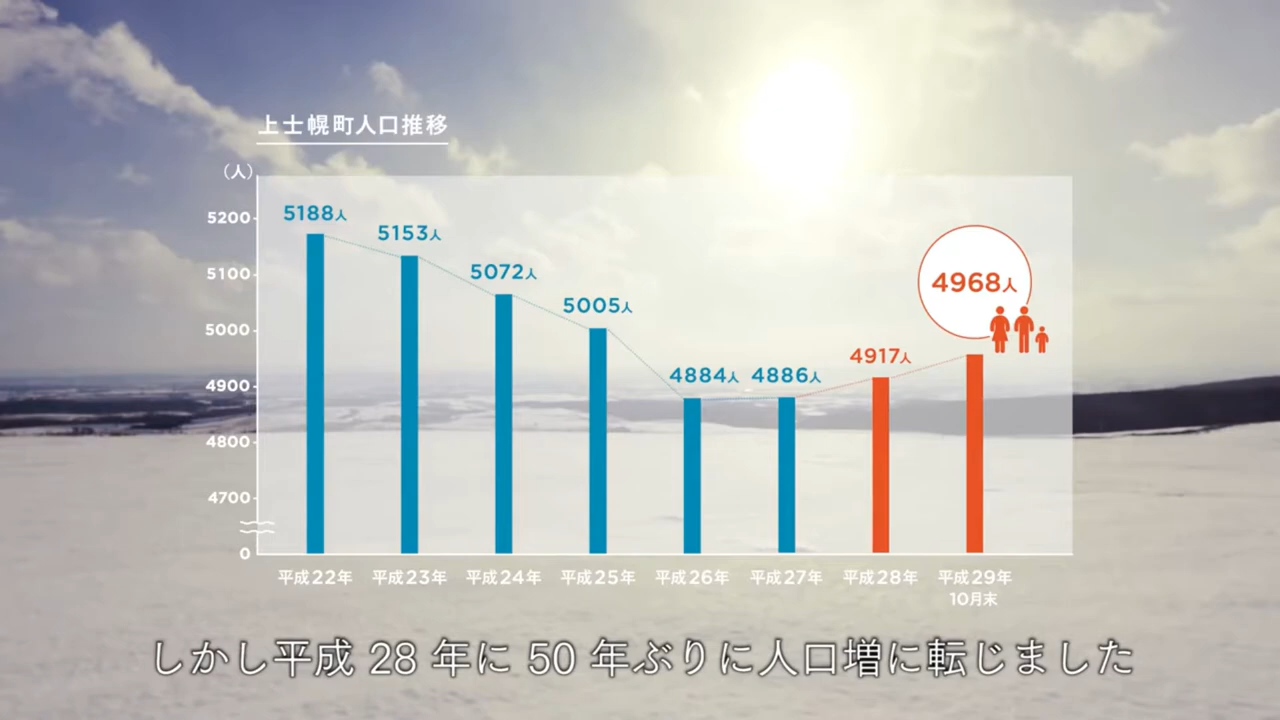 上士幌町人口推移
(人)
5200
5100
5000
4900
4800
4700
0
5188人
5153人
5072人
5005人
4884人
4886人
4917人
4968人
平成22年
平成23年
平成24年
平成25年
平成26年
平成27年
平成28年
平成29年
10月末
しかし平成 28 年に 50 年ぶりに人口増に転じました